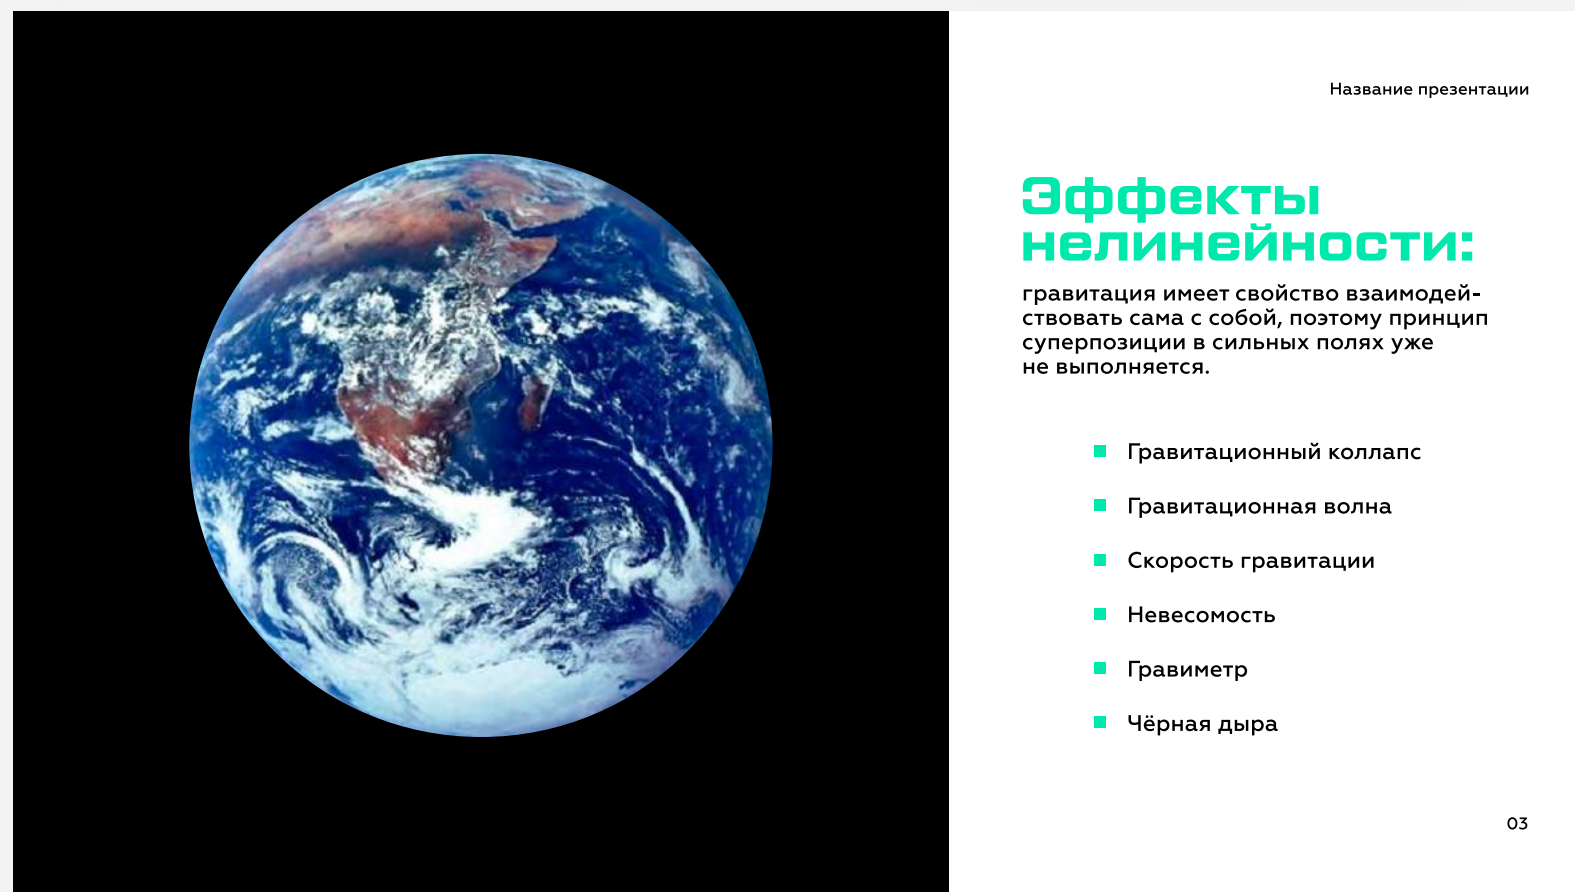 Название презентации
Эффекты
нелинейности:
гравитация имеет свойство взаимодей-
ствовать сама с собой, поэтому принцип
суперпозиции в сильных полях уже
не выполняется.
Гравитационный коллапс
Гравитационная волна
Скорость гравитации
Невесомость
Гравиметр
Чёрная дыра
03